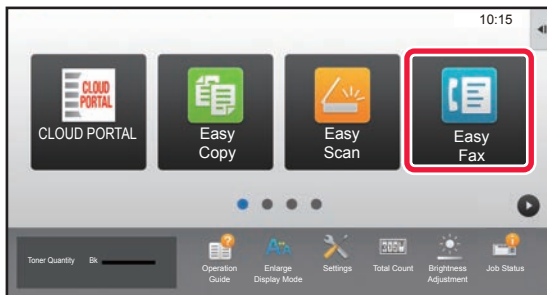 10:15
CLOUD
PORTAL
CLOUD PORTAL
Easy
Copy
Easy
Scan
Easy
Fax
Toner Quantity Bk
Operation
Guide
Enlarge
Display Mode
Settings
Total Count
Brightness
Adjustment
Job Status